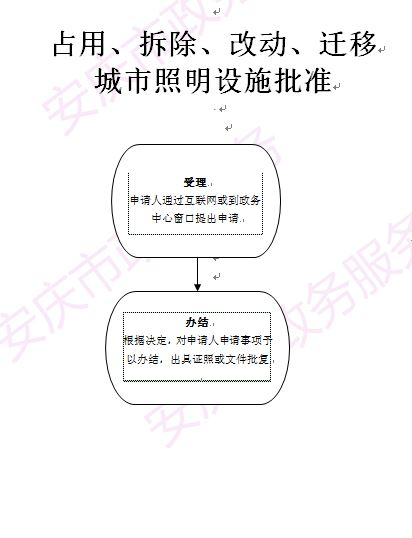 占用、拆除、改动、迁移
城市照明设施批准
受理
申请人通过互联网或到政务
中心窗口提出申请
办结
根据决定，对申请人申请事项予
以办结，出具证照或文件批复